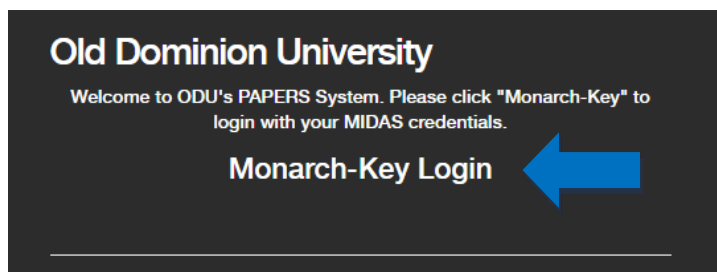 Old Dominion University
Welcome to ODU's PAPERS System. Please click "Monarch-Key" to
login with your MIDAS credentials.
Monarch-Key Login